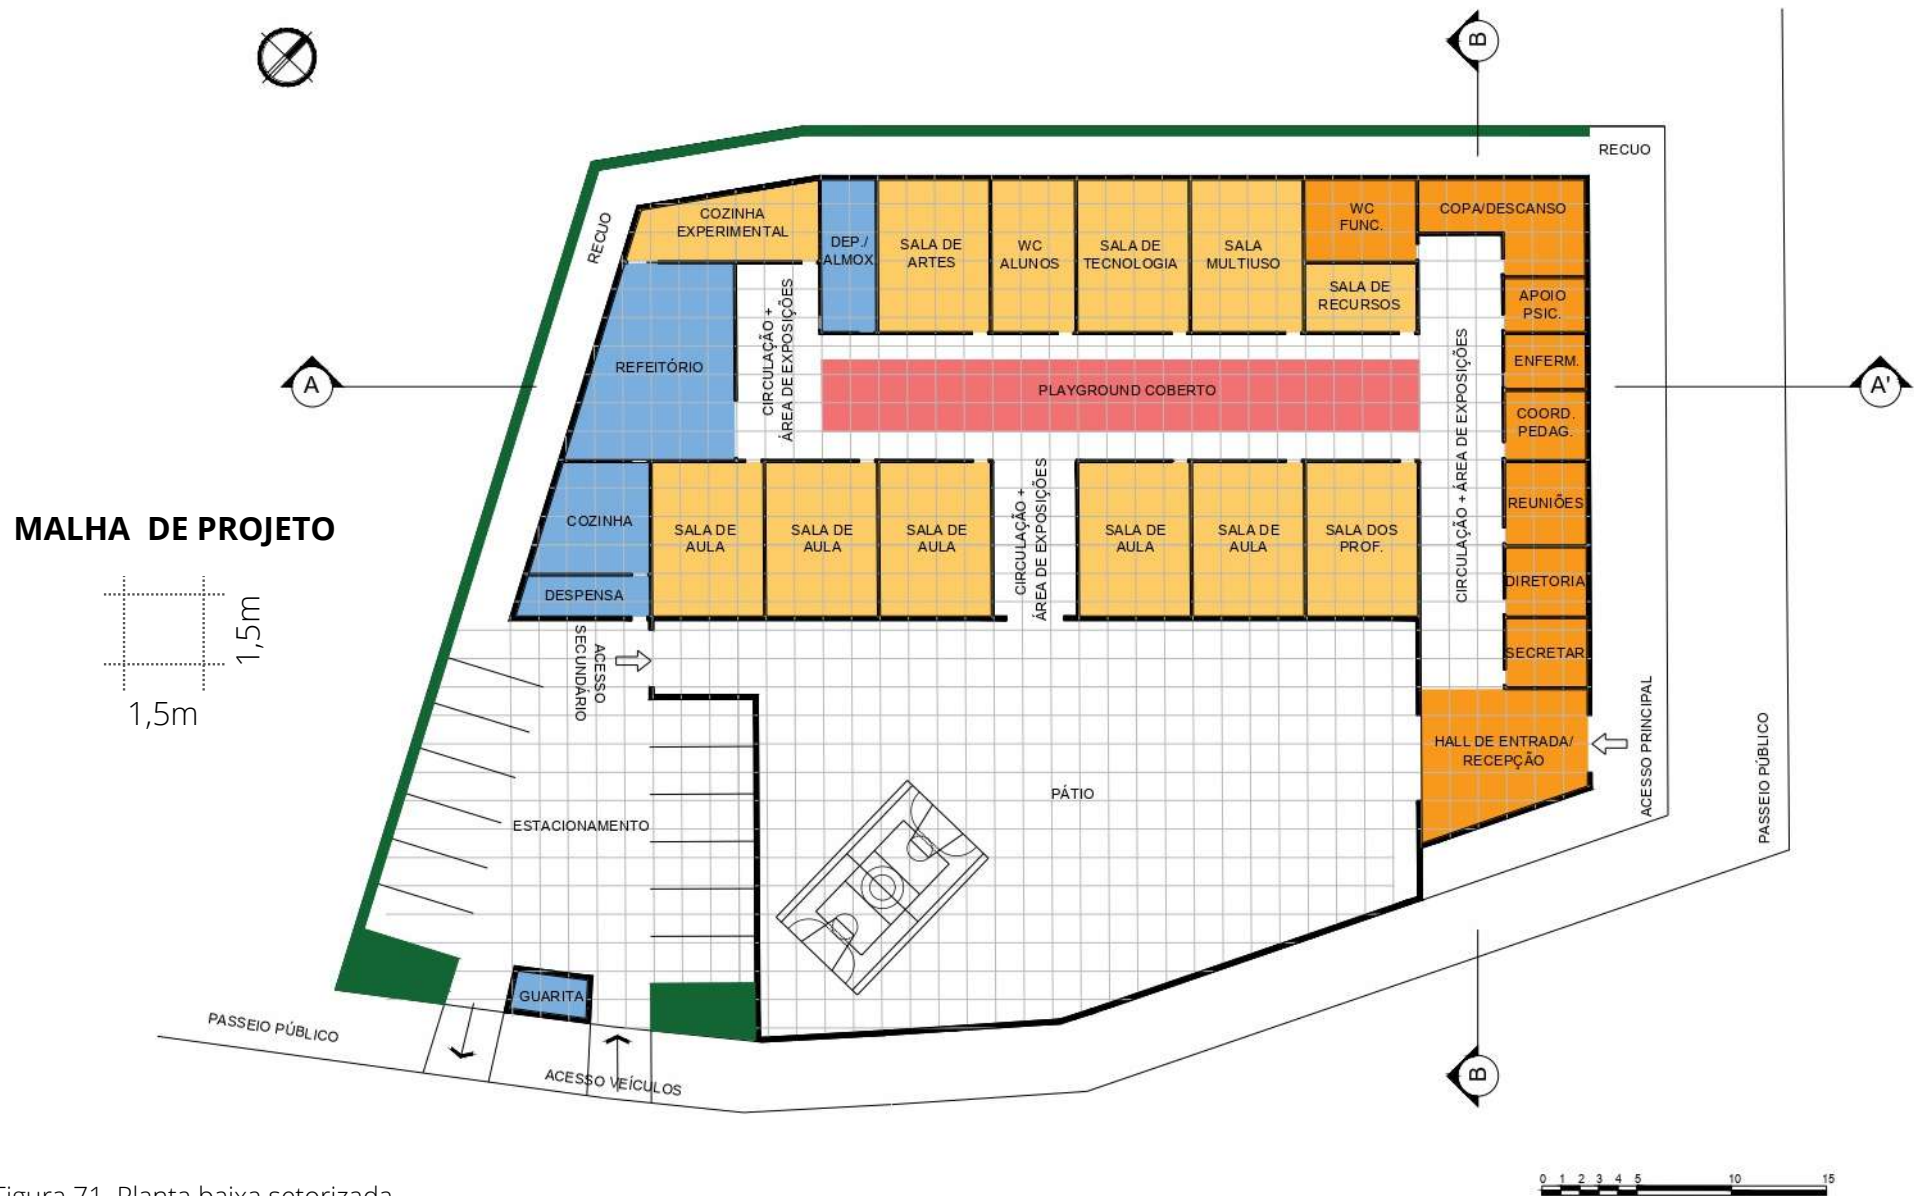 B
RECUO
RECUO
COZINHA
EXPERIMENTAL
DEP./
ALMOX
SALA DE
ARTES
WC
ALUNOS
SALA DE
TECNOLOGIA
SALA
MULTIUSO
WC
FUNC.
COPA/DESCANSO
SALA DE
RECURSOS
APOIO
PSIC.
CIRCULAÇÃO +
ÁREA DE EXPOSIÇÕES
REFEITÓRIO
ENFERM.
A
PLAYGROUND COBERTO
A'
CIRCULAÇÃO + ÁREA DE EXPOSIÇÕES
COORD.
PEDAG.
MALHA DE PROJETO
1,5m
1,5m
COZINHA
SALA DE
AULA
SALA DE
AULA
SALA DE
AULA
CIRCULAÇÃO +
ÁREA DE EXPOSIÇÕES
SALA DE
AULA
SALA DE
AULA
SALA DOS
PROF.
REUNIÕES
DIRETORIA
DESPENSA
SECRETAR.
ACESSO
SECUNDÁRIO
HALL DE ENTRADA/
RECEPÇÃO
ACESSO PRINCIPAL
PASSEIO PÚBLICO
PÁTIO
ESTACIONAMENTO
GUARITA
PASSEIO PÚBLICO
ACESSO VEÍCULOS
B
0 1 2 3 4 5 10 15
Figura 71. Planta baixa setorizada